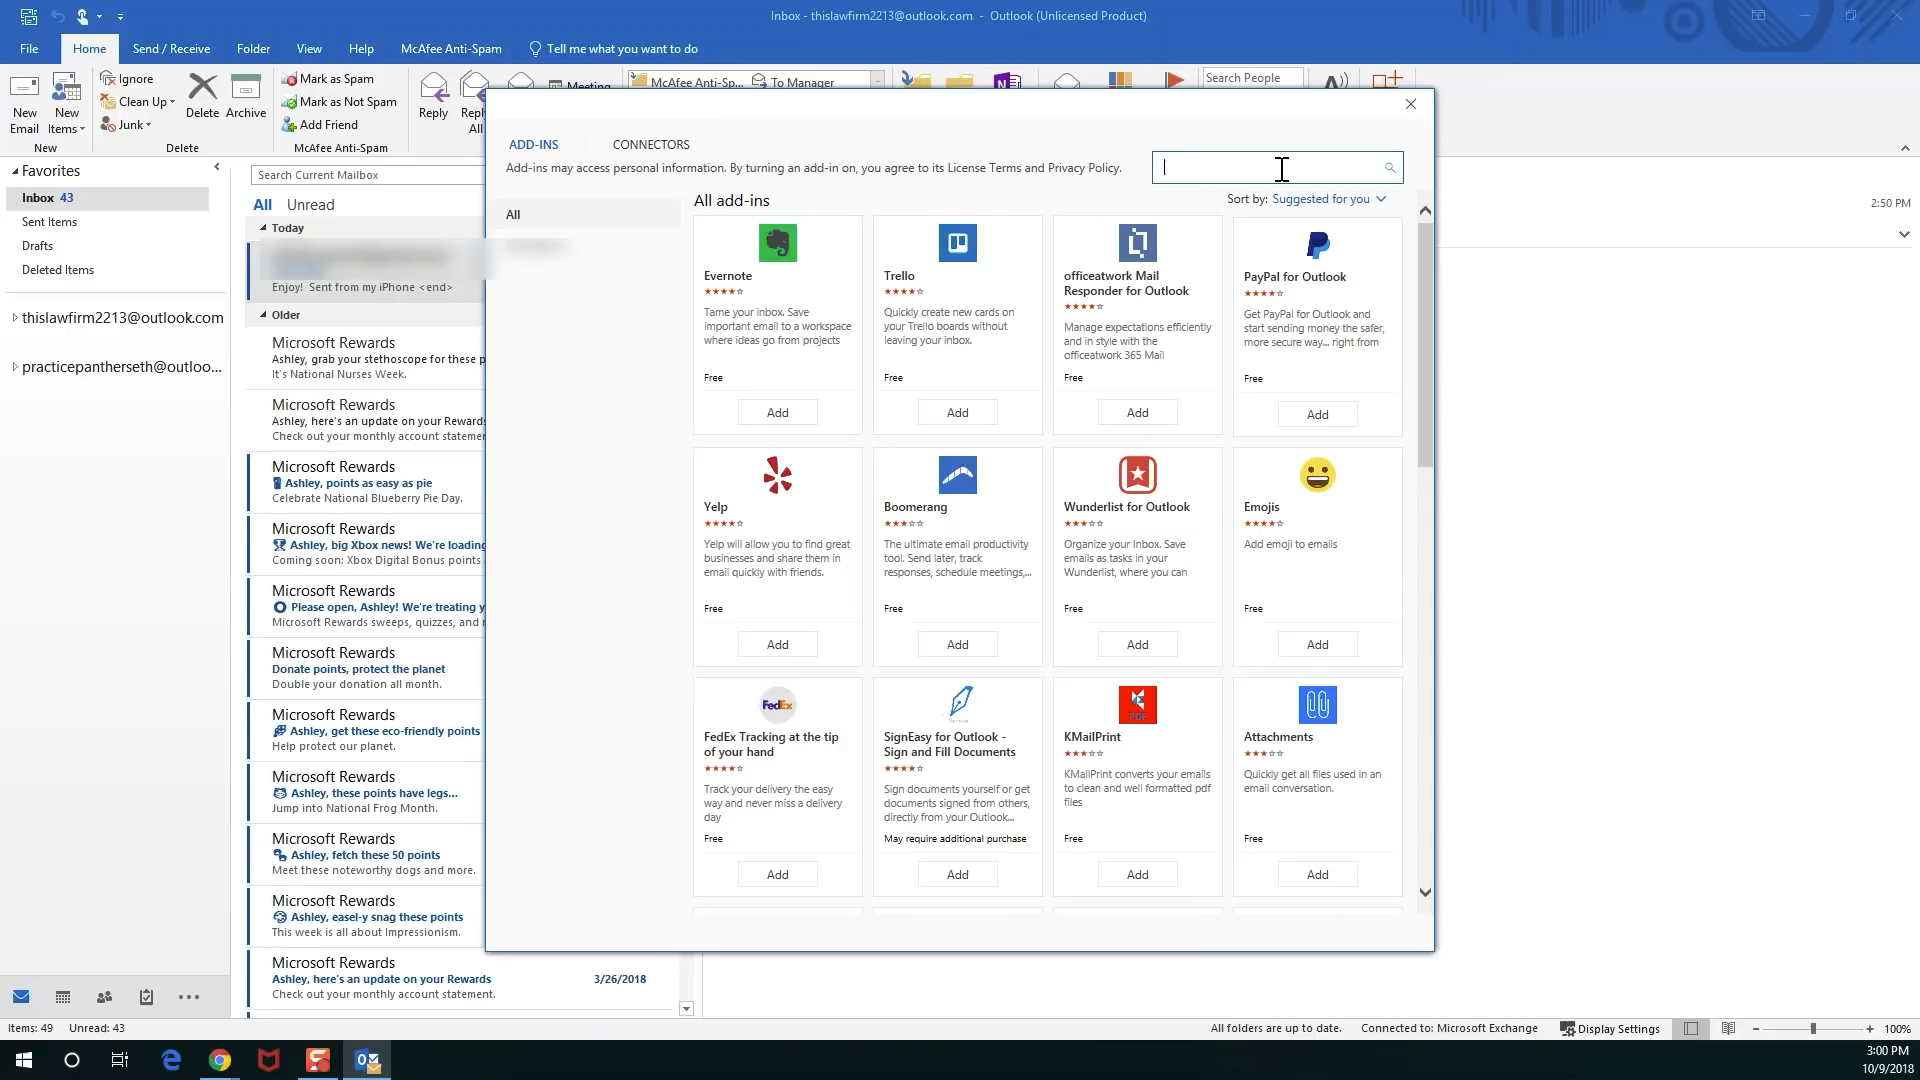 Inbox - thislawfirm2213@outlook.com - Outlook (Unlicensed Product)
File Home Send / Receive Folder View Help McAfee Anti-Spam Tell me what you want to do
New Email
New Items
New
Ignore
Clean Up
Junk
Delete
Archive
Delete
Mark as Spam
Mark as Not Spam
Add Friend
McAfee Anti-Spam
Reply
Reply All
Meeting
McAfee Anti-Sp...
To Manager
Search People
Favorites
Inbox 43
Sent Items
Drafts
Deleted Items
thislawfirm2213@outlook.com
practicepantherseth@outloo...
Search Current Mailbox
All Unread
Today
Enjoy! Sent from my iPhone <end>
Older
Microsoft Rewards
Ashley, grab your stethoscope for these p
It's National Nurses Week.
Microsoft Rewards
Ashley, here's an update on your Rewards
Check out your monthly account stateme
Microsoft Rewards
Ashley, points as easy as pie
Celebrate National Blueberry Pie Day.
Microsoft Rewards
Ashley, big Xbox news! We're loading
Coming soon: Xbox Digital Bonus points
Microsoft Rewards
Please open, Ashley! We're treating y
Microsoft Rewards sweeps, quizzes, and r
Microsoft Rewards
Donate points, protect the planet
Double your donation all month.
Microsoft Rewards
Ashley, get these eco-friendly points
Help protect our planet.
Microsoft Rewards
Ashley, these points have legs...
Jump into National Frog Month.
Microsoft Rewards
Ashley, fetch these 50 points
Meet these noteworthy dogs and more.
Microsoft Rewards
Ashley, easel-y snag these points
This week is all about Impressionism.
Microsoft Rewards
Ashley, here's an update on your Rewards 3/26/2018
Check out your monthly account statement.
ADD-INS CONNECTORS
Add-ins may access personal information. By turning an add-in on, you agree to its License Terms and Privacy Policy.
All
All add-ins
Sort by: Suggested for you
Evernote
Tame your inbox. Save
important email to a workspace
where ideas go from projects
Free
Add
Trello
Quickly create new cards on
your Trello boards without
leaving your inbox.
Free
Add
officeatwork Mail
Responder for Outlook
Manage expectations efficiently
and in style with the
officeatwork 365 Mail
Free
Add
PayPal for Outlook
Get PayPal for Outlook and
start sending money the safer,
more secure way... right from
Free
Add
Yelp
Yelp will allow you to find great
businesses and share them in
email quickly with friends.
Free
Add
Boomerang
The ultimate email productivity
tool. Send later, track
responses, schedule meetings,...
Free
Add
Wunderlist for Outlook
Organize your Inbox. Save
emails as tasks in your
Wunderlist, where you can
Free
Add
Emojis
Add emoji to emails
Free
Add
FedEx
FedEx Tracking at the tip
of your hand
Track your delivery the easy
way and never miss a delivery
day
Free
Add
SignEasy for Outlook -
Sign and Fill Documents
Sign documents yourself or get
documents signed from others,
directly from your Outlook...
May require additional purchase
Add
PDF
KMailPrint
KMailPrint converts your emails
to clean and well formatted pdf
files
Free
Add
Attachments
Quickly get all files used in an
email conversation.
Free
Add
2:50 PM
Items: 49 Unread: 43
All folders are up to date. Connected to: Microsoft Exchange Display Settings 100%
3:00 PM
10/9/2018